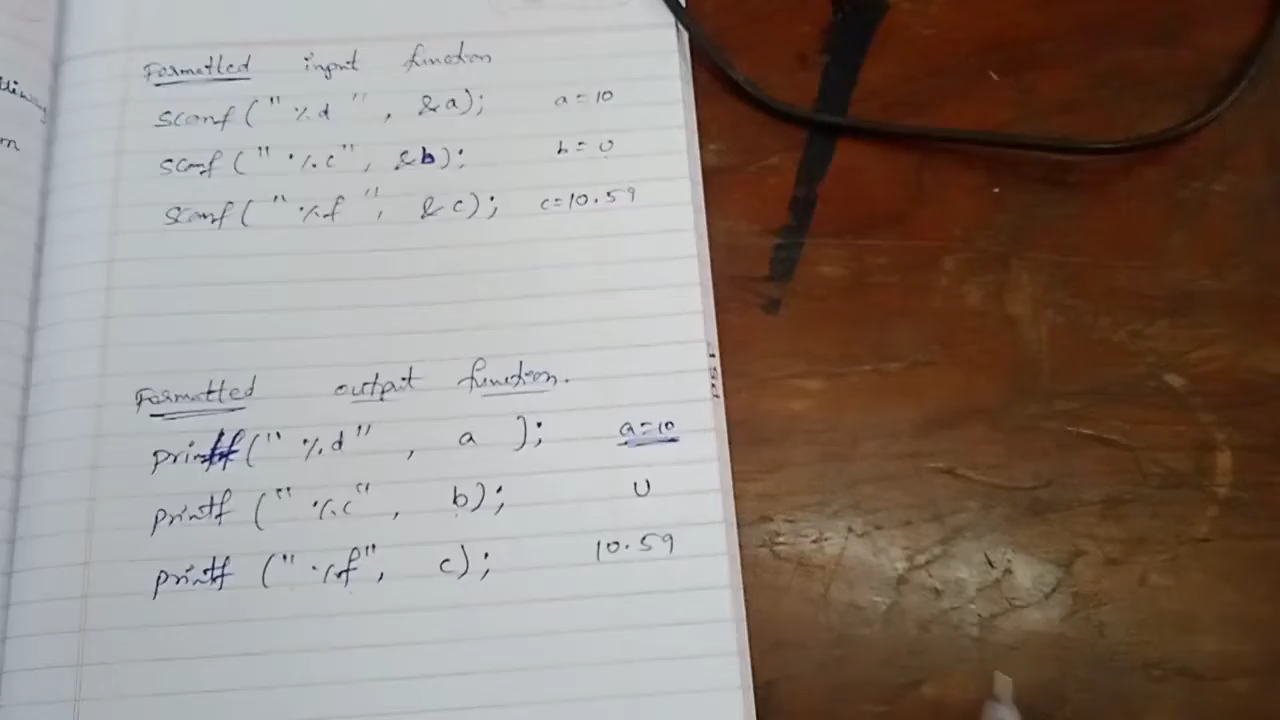 Formatted input function
scanf ("%d", &a); a=10
scanf ("%c", &b); b=U
scanf ("%f", &c); c=10.59
Formatted output function.
printf ("%d", a ); a=10
printf ("%c", b); U
printf ("%f", c); 10.59